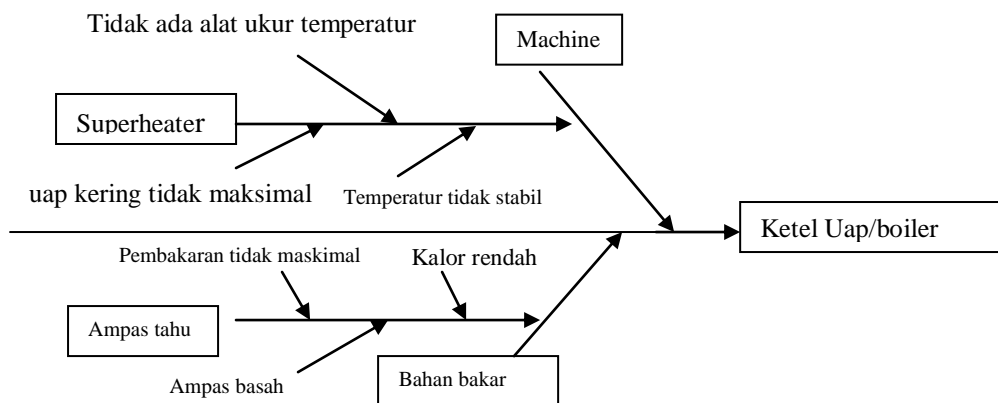 Tidak ada alat ukur temperatur
Machine
Superheater
uap kering tidak maksimal
Temperatur tidak stabil
Ketel Uap/boiler
Pembakaran tidak maskimal
Kalor rendah
Ampas tahu
Ampas basah
Bahan bakar